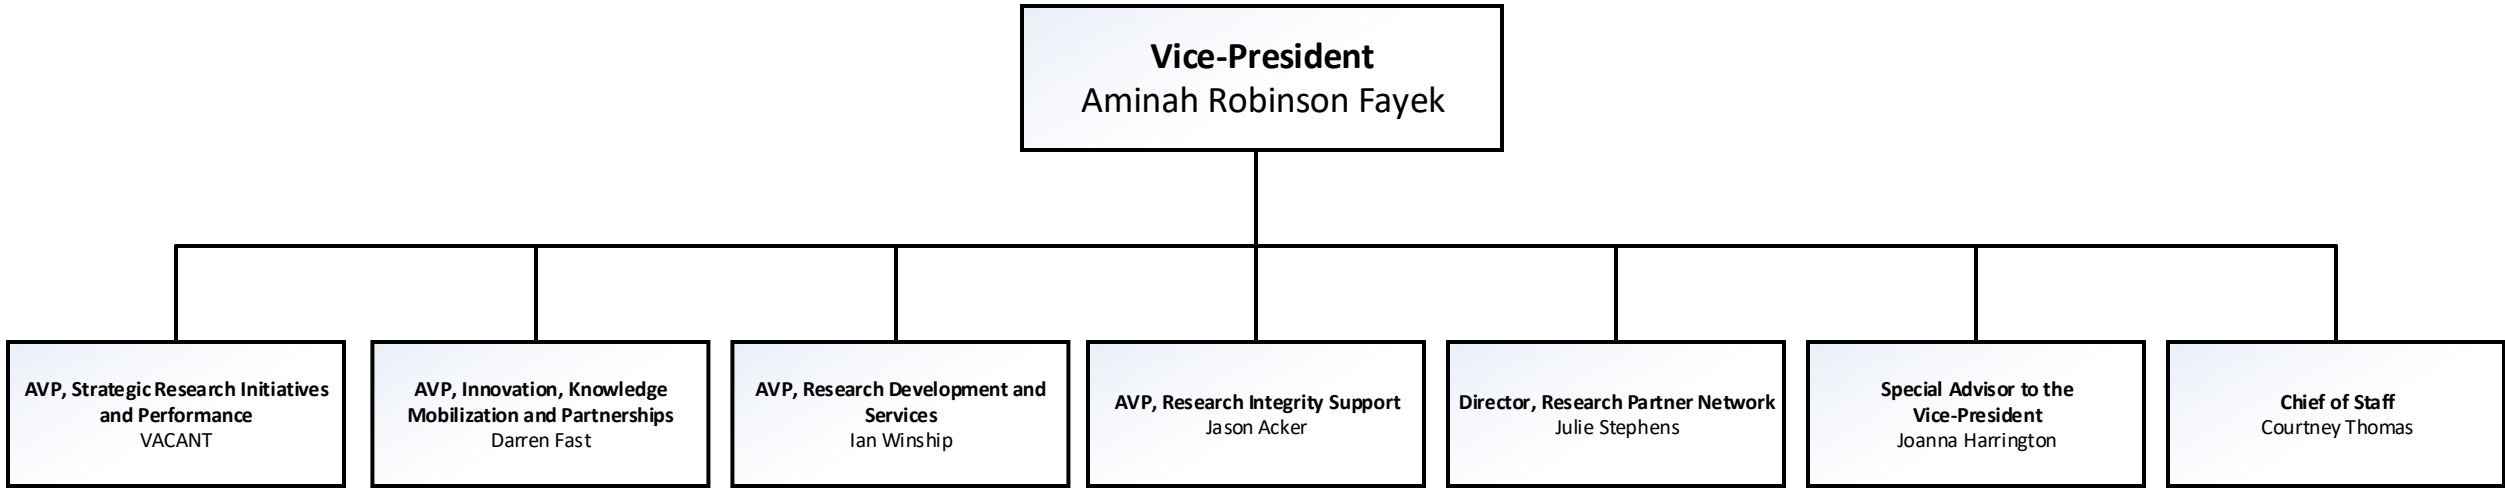 Vice-President
Aminah Robinson Fayek
AVP, Strategic Research Initiatives
and Performance
VACANT
AVP, Innovation, Knowledge
Mobilization and Partnerships
Darren Fast
AVP, Research Development and
Services
Ian Winship
AVP, Research Integrity Support
Jason Acker
Director, Research Partner Network
Julie Stephens
Special Advisor to the
Vice-President
Joanna Harrington
Chief of Staff
Courtney Thomas